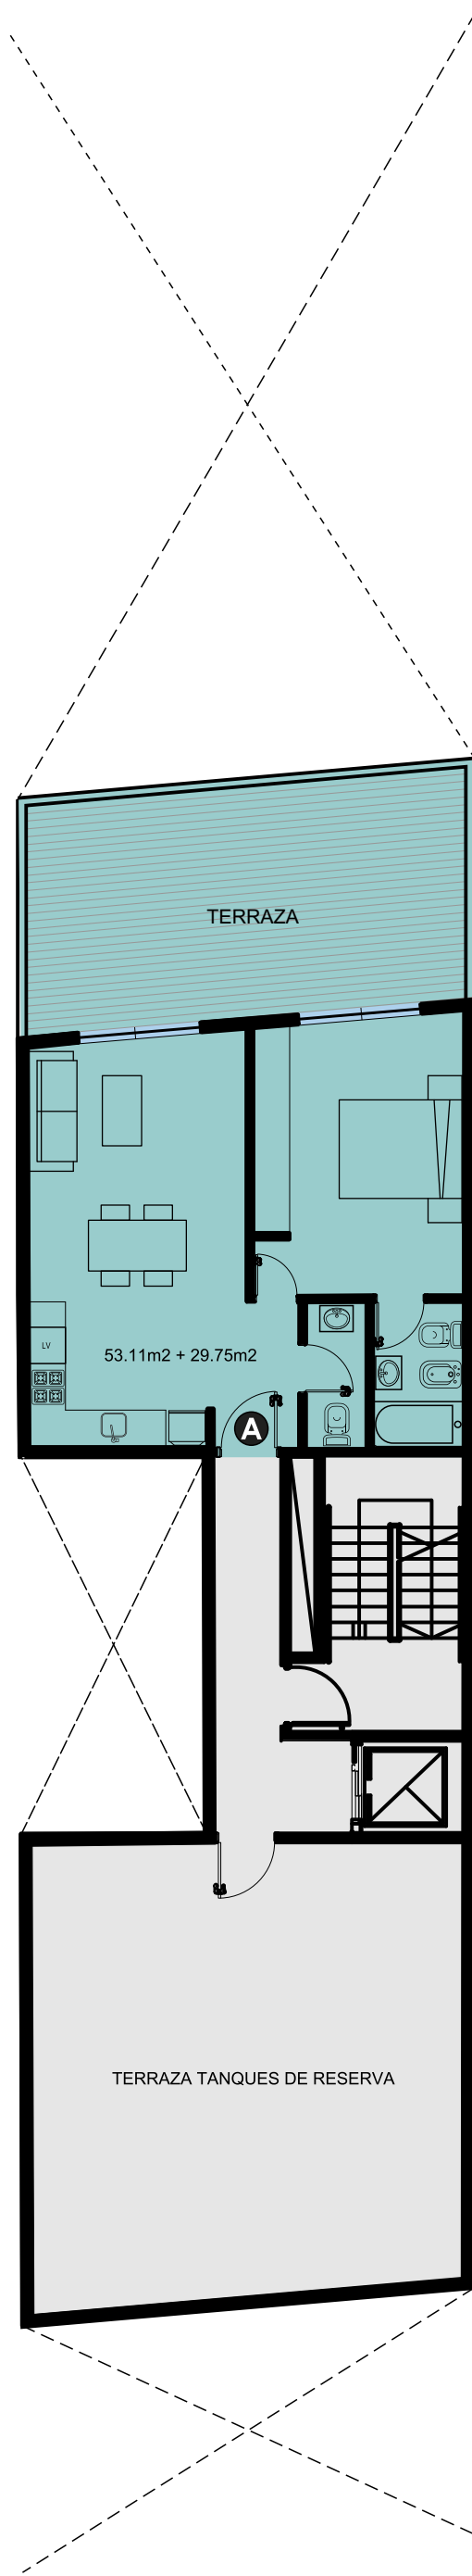 TERRAZA
LV
53.11m2 + 29.75m2
A
TERRAZA TANQUES DE RESERVA